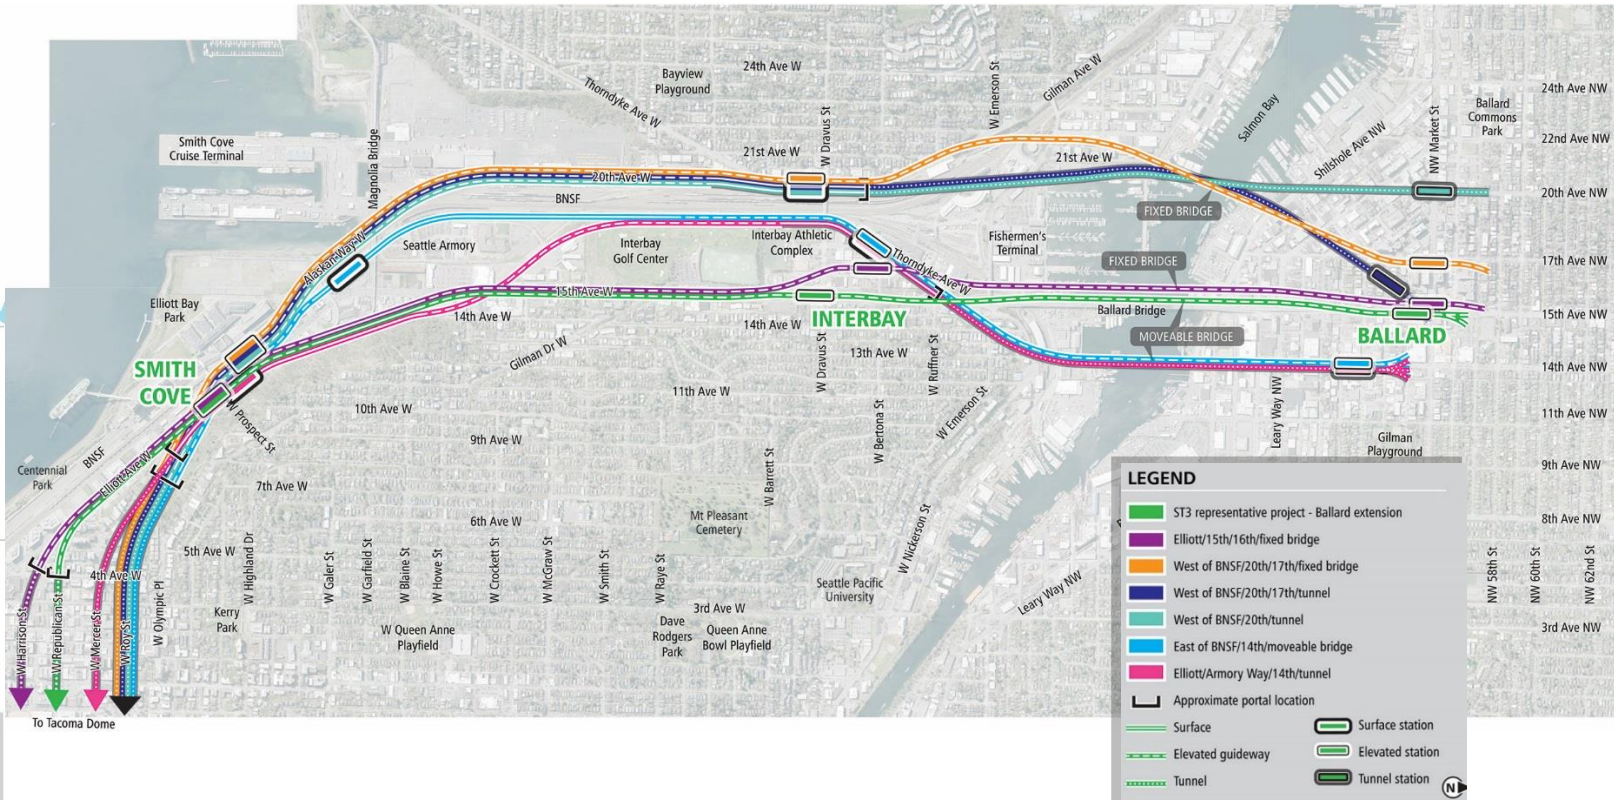 24th Ave W
Bayview
Playground
Thorndyke Ave W
W Emerson St
Gilman Ave W
Salmon Bay
Shilshole Ave NW
NW Market St
Ballard
Commons
Park
24th Ave NW
22nd Ave NW
20th Ave NW
17th Ave NW
15th Ave NW
14th Ave NW
11th Ave NW
9th Ave NW
8th Ave NW
3rd Ave NW
Smith Cove
Cruise Terminal
Magnolia Bridge
21st Ave W
W Dravus St
21st Ave W
20th Ave W
BNSF
FIXED BRIDGE
Alaskan Way W
Seattle Armory
Interbay
Golf Center
Interbay Athletic
Complex
Thorndyke Ave W
Fishermen's
Terminal
FIXED BRIDGE
Elliott Bay
Park
15th Ave W
14th Ave W
14th Ave W
INTERBAY
Ballard Bridge
MOVEABLE BRIDGE
BALLARD
SMITH
COVE
Gilman Dr W
W Dravus St
13th Ave W
W Ruffner St
11th Ave W
10th Ave W
W Prospect St
9th Ave W
W Bertona St
W Emerson St
Leary Way NW
Gilman
Playground
Centennial
Park
BNSF
Elliott Ave W
7th Ave W
6th Ave W
W Barrett St
Mt Pleasant
Cemetery
W Nickerson St
5th Ave W
4th Ave W
W Highland Dr
W Galer St
W Garfield St
W Blaine St
W Howe St
W Crockett St
W McGraw St
W Smith St
W Raye St
Seattle Pacific
University
Leary Way NW
NW 58th St
NW 60th St
NW 62nd St
W Harrison St
W Republican St
W Mercer St
W Roy St
W Olympic Pl
Kerry
Park
W Queen Anne
Playfield
3rd Ave W
Dave
Rodgers
Park
Queen Anne
Bowl Playfield
To Tacoma Dome
LEGEND
ST3 representative project - Ballard extension
Elliott/15th/16th/fixed bridge
West of BNSF/20th/17th/fixed bridge
West of BNSF/20th/17th/tunnel
West of BNSF/20th/tunnel
East of BNSF/14th/moveable bridge
Elliott/Armory Way/14th/tunnel
Approximate portal location
Surface
Elevated guideway
Tunnel
Surface station
Elevated station
Tunnel station
N